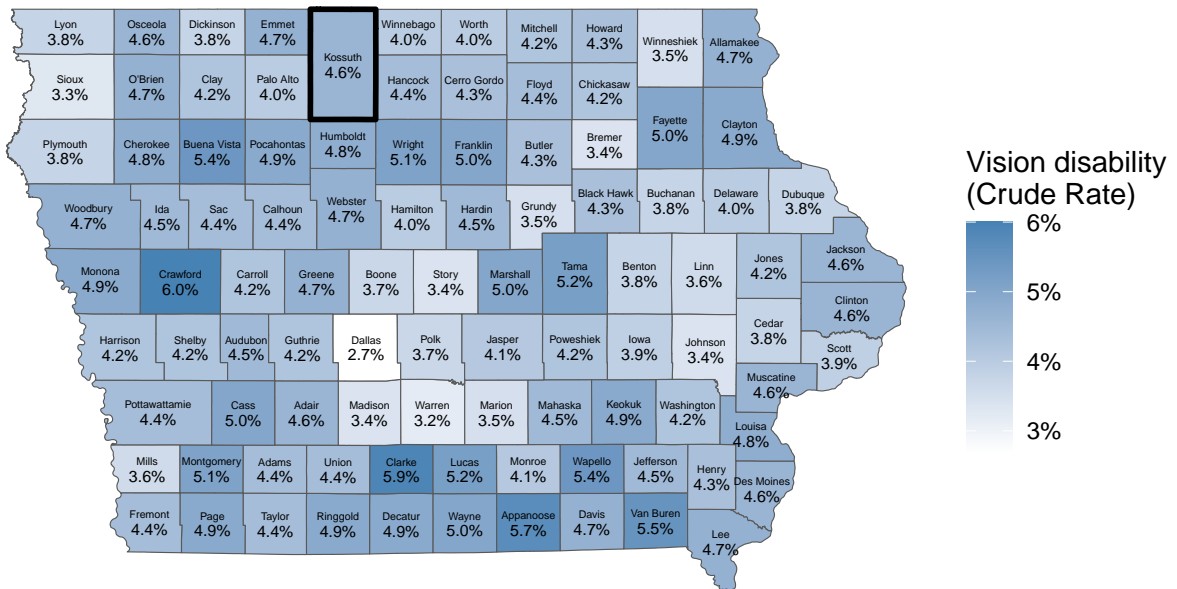 Lyon
3.8%
Osceola
4.6%
Dickinson
3.8%
Emmet
4.7%
Kossuth
4.6%
Winnebago
4.0%
Worth
4.0%
Mitchell
4.2%
Howard
4.3%
Winneshiek
3.5%
Allamakee
4.7%
Sioux
3.3%
O'Brien
4.7%
Clay
4.2%
Palo Alto
4.0%
Hancock
4.4%
Cerro Gordo
4.3%
Floyd
4.4%
Chickasaw
4.2%
Plymouth
3.8%
Cherokee
4.8%
Buena Vista
5.4%
Pocahontas
4.9%
Humboldt
4.8%
Wright
5.1%
Franklin
5.0%
Butler
4.3%
Bremer
3.4%
Fayette
5.0%
Clayton
4.9%
Woodbury
4.7%
Ida
4.5%
Sac
4.4%
Calhoun
4.4%
Webster
4.7%
Hamilton
4.0%
Hardin
4.5%
Grundy
3.5%
Black Hawk
4.3%
Buchanan
3.8%
Delaware
4.0%
Dubuque
3.8%
Monona
4.9%
Crawford
6.0%
Carroll
4.2%
Greene
4.7%
Boone
3.7%
Story
3.4%
Marshall
5.0%
Tama
5.2%
Benton
3.8%
Linn
3.6%
Jones
4.2%
Jackson
4.6%
Clinton
4.6%
Harrison
4.2%
Shelby
4.2%
Audubon
4.5%
Guthrie
4.2%
Dallas
2.7%
Polk
3.7%
Jasper
4.1%
Poweshiek
4.2%
Iowa
3.9%
Johnson
3.4%
Cedar
3.8%
Scott
3.9%
Muscatine
4.6%
Pottawattamie
4.4%
Cass
5.0%
Adair
4.6%
Madison
3.4%
Warren
3.2%
Marion
3.5%
Mahaska
4.5%
Keokuk
4.9%
Washington
4.2%
Louisa
4.8%
Mills
3.6%
Montgomery
5.1%
Adams
4.4%
Union
4.4%
Clarke
5.9%
Lucas
5.2%
Monroe
4.1%
Wapello
5.4%
Jefferson
4.5%
Henry
4.3%
Des Moines
4.6%
Fremont
4.4%
Page
4.9%
Taylor
4.4%
Ringgold
4.9%
Decatur
4.9%
Wayne
5.0%
Appanoose
5.7%
Davis
4.7%
Van Buren
5.5%
Lee
4.7%
Vision disability
(Crude Rate)
6%
5%
4%
3%